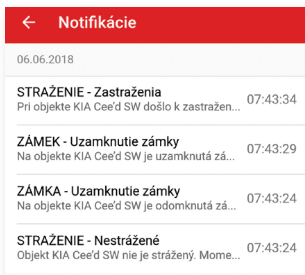 ← Notifikácie
06.06.2018
STRAŽENIE - Zastraženia
Pri objekte KIA Cee'd SW došlo k zastražen... 07:43:34
ZÁMEK - Uzamknutie zámky
Na objekte KIA Cee'd SW je uzamknutá zá... 07:43:29
ZÁMKA - Uzamknutie zámky
Na objekte KIA Cee'd SW je odomknutá zá... 07:43:24
STRAŽENIE - Nestrážené
Objekt KIA Cee'd SW nie je strážený. Mome... 07:43:24